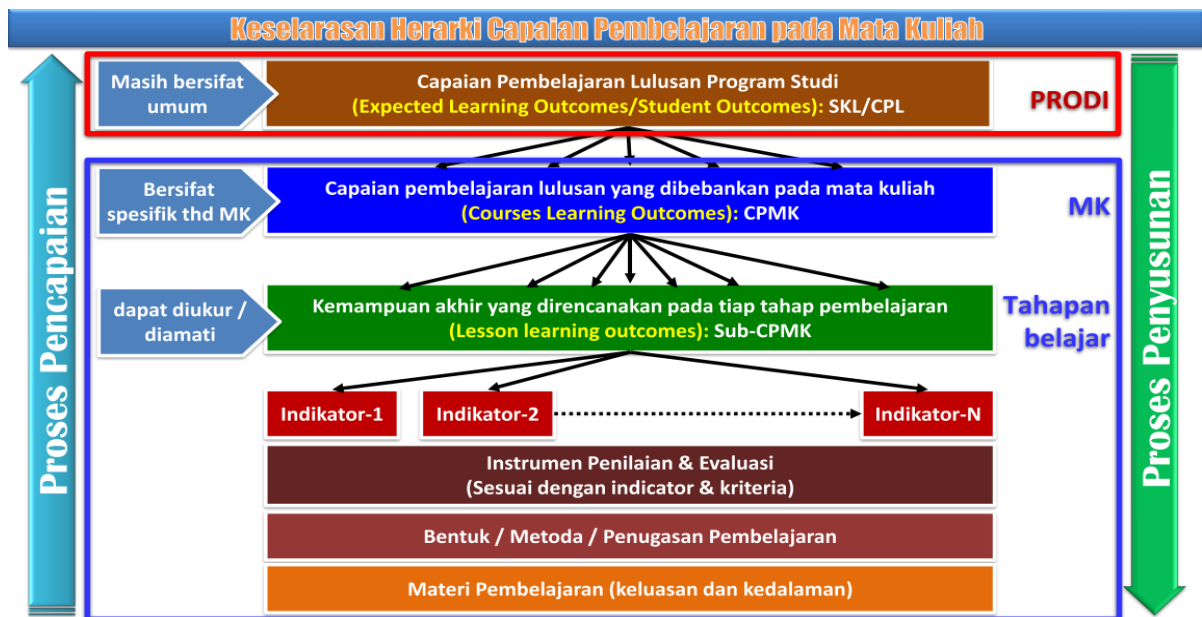 Keselarasan Herarki Capaian Pembelajaran pada Mata Kuliah
Proses Pencapaian
Masih bersifat
umum
Capaian Pembelajaran Lulusan Program Studi
(Expected Learning Outcomes/Student Outcomes): SKL/CPL
PRODI
Bersifat
spesifik thd MK
Capaian pembelajaran lulusan yang dibebankan pada mata kuliah
(Courses Learning Outcomes): CPMK
MK
dapat diukur /
diamati
Kemampuan akhir yang direncanakan pada tiap tahap pembelajaran
(Lesson learning outcomes): Sub-CPMK
Tahapan
belajar
Indikator-1
Indikator-2
Indikator-N
Instrumen Penilaian & Evaluasi
(Sesuai dengan indicator & kriteria)
Bentuk / Metoda / Penugasan Pembelajaran
Materi Pembelajaran (keluasan dan kedalaman)
Proses Penyusunan